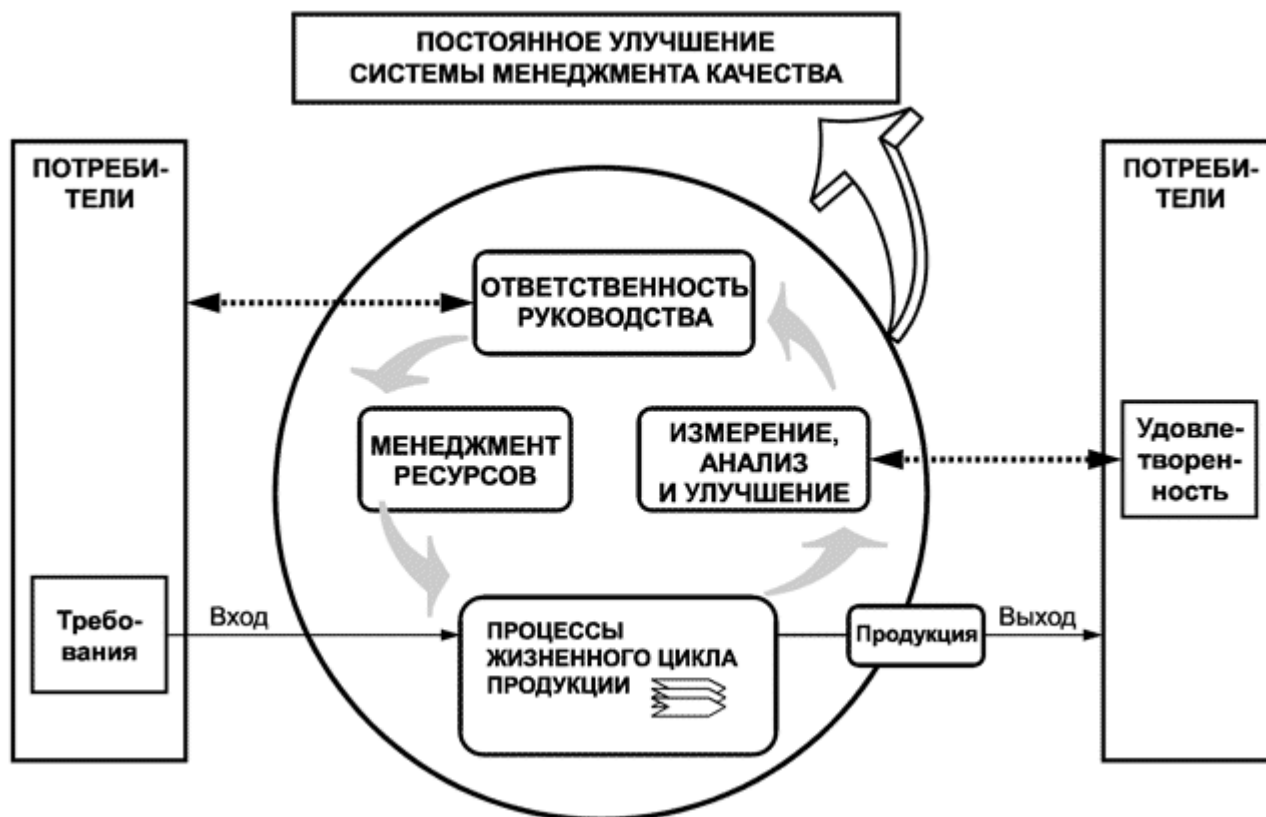 ПОСТОЯННОЕ УЛУЧШЕНИЕ
СИСТЕМЫ МЕНЕДЖМЕНТА КАЧЕСТВА
ПОТРЕБИ-
ТЕЛИ
ПОТРЕБИ-
ТЕЛИ
ОТВЕТСТВЕННОСТЬ
РУКОВОДСТВА
МЕНЕДЖМЕНТ
РЕСУРСОВ
ИЗМЕРЕНИЕ,
АНАЛИЗ
И УЛУЧШЕНИЕ
Удовле-
творен-
ность
Требо-
вания
Вход
ПРОЦЕССЫ
ЖИЗНЕННОГО ЦИКЛА
ПРОДУКЦИИ
Продукция
Выход